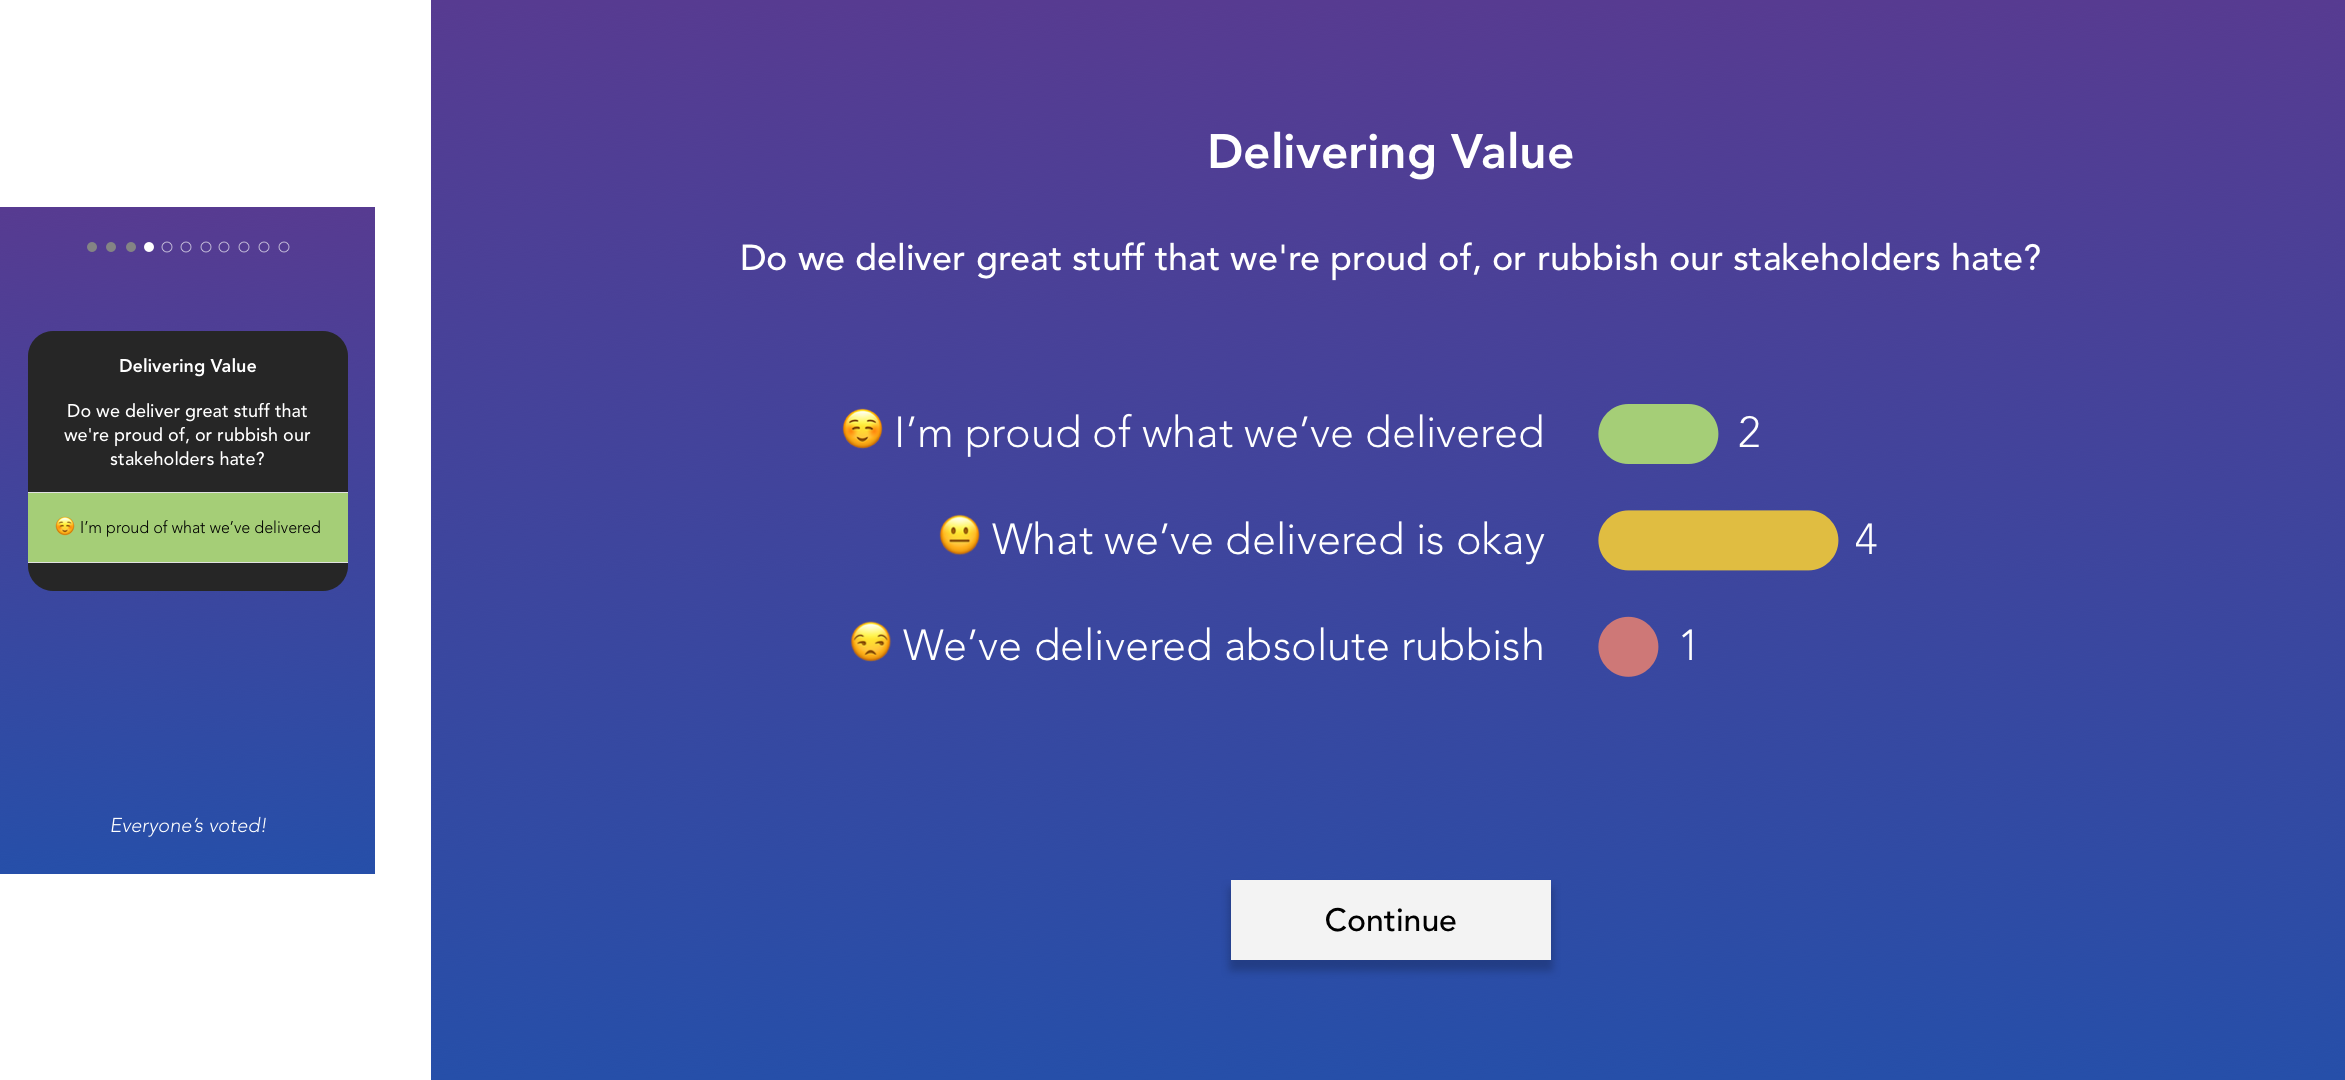 Delivering Value
Do we deliver great stuff that
we're proud of, or rubbish our
stakeholders hate?
☺️ I’m proud of what we’ve delivered
Everyone’s voted!
Delivering Value
Do we deliver great stuff that we're proud of, or rubbish our stakeholders hate?
☺️ I’m proud of what we’ve delivered 2
😐 What we’ve delivered is okay 4
😒 We’ve delivered absolute rubbish 1
Continue